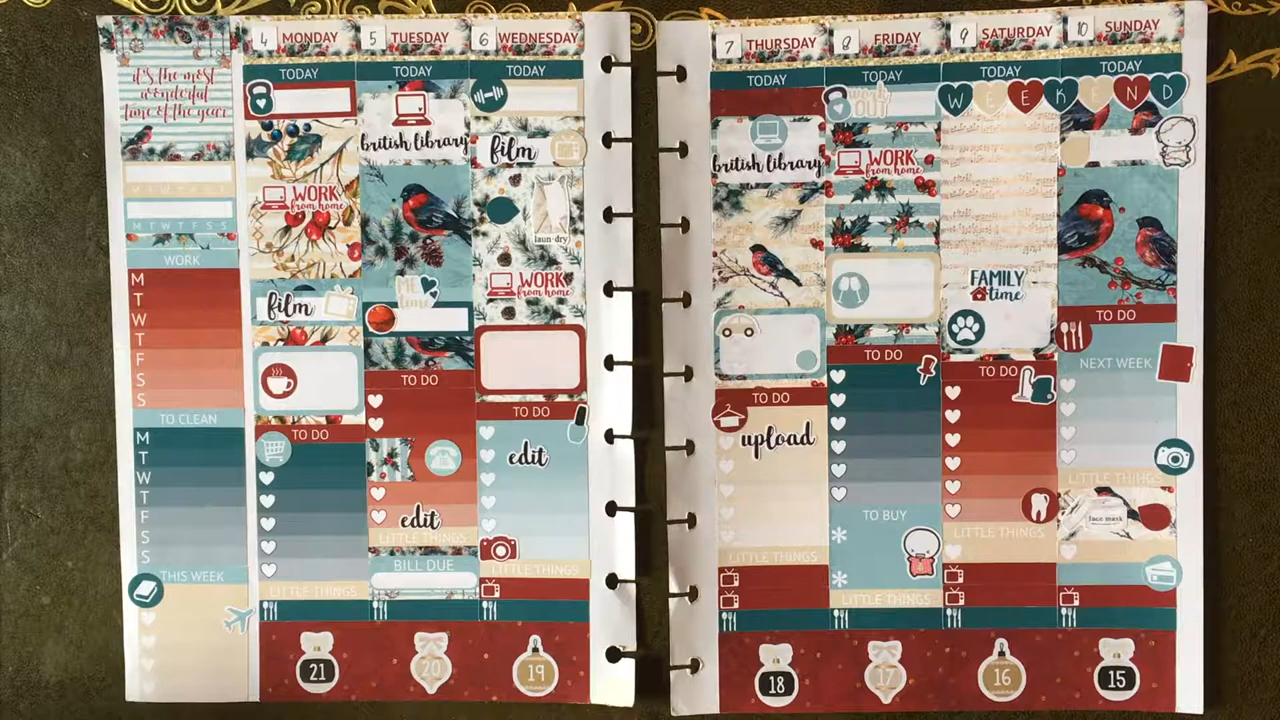 it's the most
wonderful
time of the year
M T W T F S S
M T W T F S S
WORK
M
T
W
T
F
S
S
TO CLEAN
M
T
W
T
F
S
S
THIS WEEK
4 MONDAY
TODAY
WORK
from home
film
TO DO
LITTLE THINGS
21
5 TUESDAY
TODAY
british library
ME
time
TO DO
edit
LITTLE THINGS
BILL DUE
20
6 WEDNESDAY
TODAY
film
laun·dry
WORK
from home
TO DO
edit
LITTLE THINGS
19
7 THURSDAY
TODAY
british library
TO DO
upload
LITTLE THINGS
18
8 FRIDAY
TODAY
work
OUT
WORK
from home
TO DO
TO BUY
LITTLE THINGS
17
9 SATURDAY
TODAY
WEEKEND
FAMILY
time
TO DO
LITTLE THINGS
16
10 SUNDAY
TODAY
TO DO
NEXT WEEK
LITTLE THINGS
face mask
15